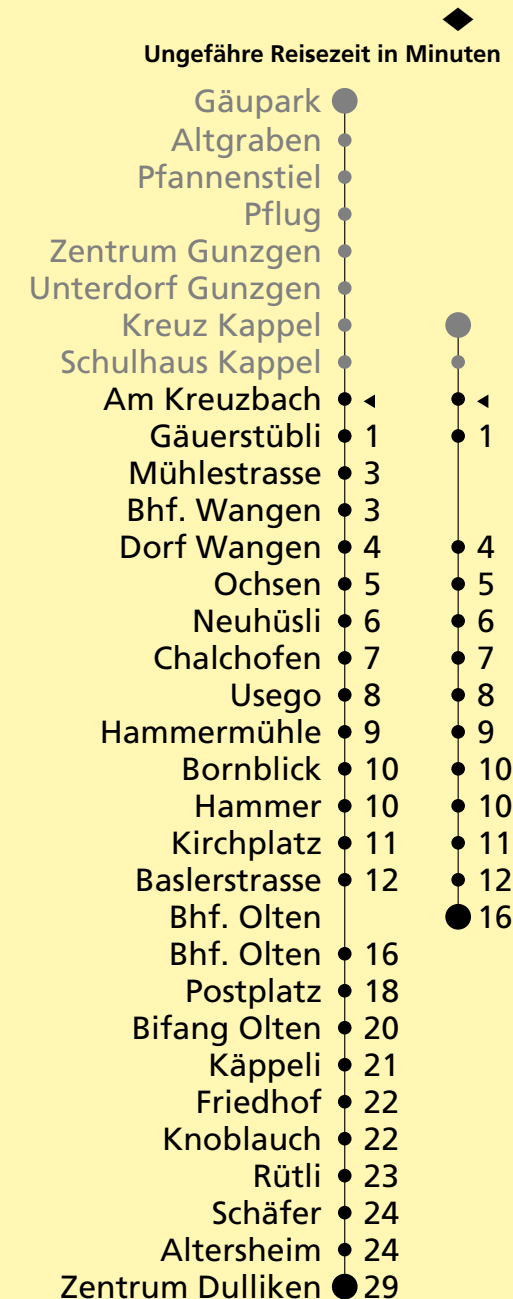 Ungefähre Reisezeit in Minuten
Gäupark
Altgraben
Pfannenstiel
Pflug
Zentrum Gunzgen
Unterdorf Gunzgen
Kreuz Kappel
Schulhaus Kappel
Am Kreuzbach
Gäuerstübli 1 1
Mühlestrasse 3
Bhf. Wangen 3
Dorf Wangen 4 4
Ochsen 5 5
Neuhüsli 6 6
Chalchofen 7 7
Usego 8 8
Hammermühle 9 9
Bornblick 10 10
Hammer 10 10
Kirchplatz 11 11
Baslerstrasse 12 12
Bhf. Olten 16
Bhf. Olten 16
Postplatz 18
Bifang Olten 20
Käppeli 21
Friedhof 22
Knoblauch 22
Rütli 23
Schäfer 24
Altersheim 24
Zentrum Dulliken 29